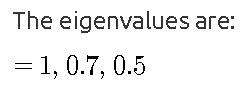 The eigenvalues are:
= 1, 0.7, 0.5